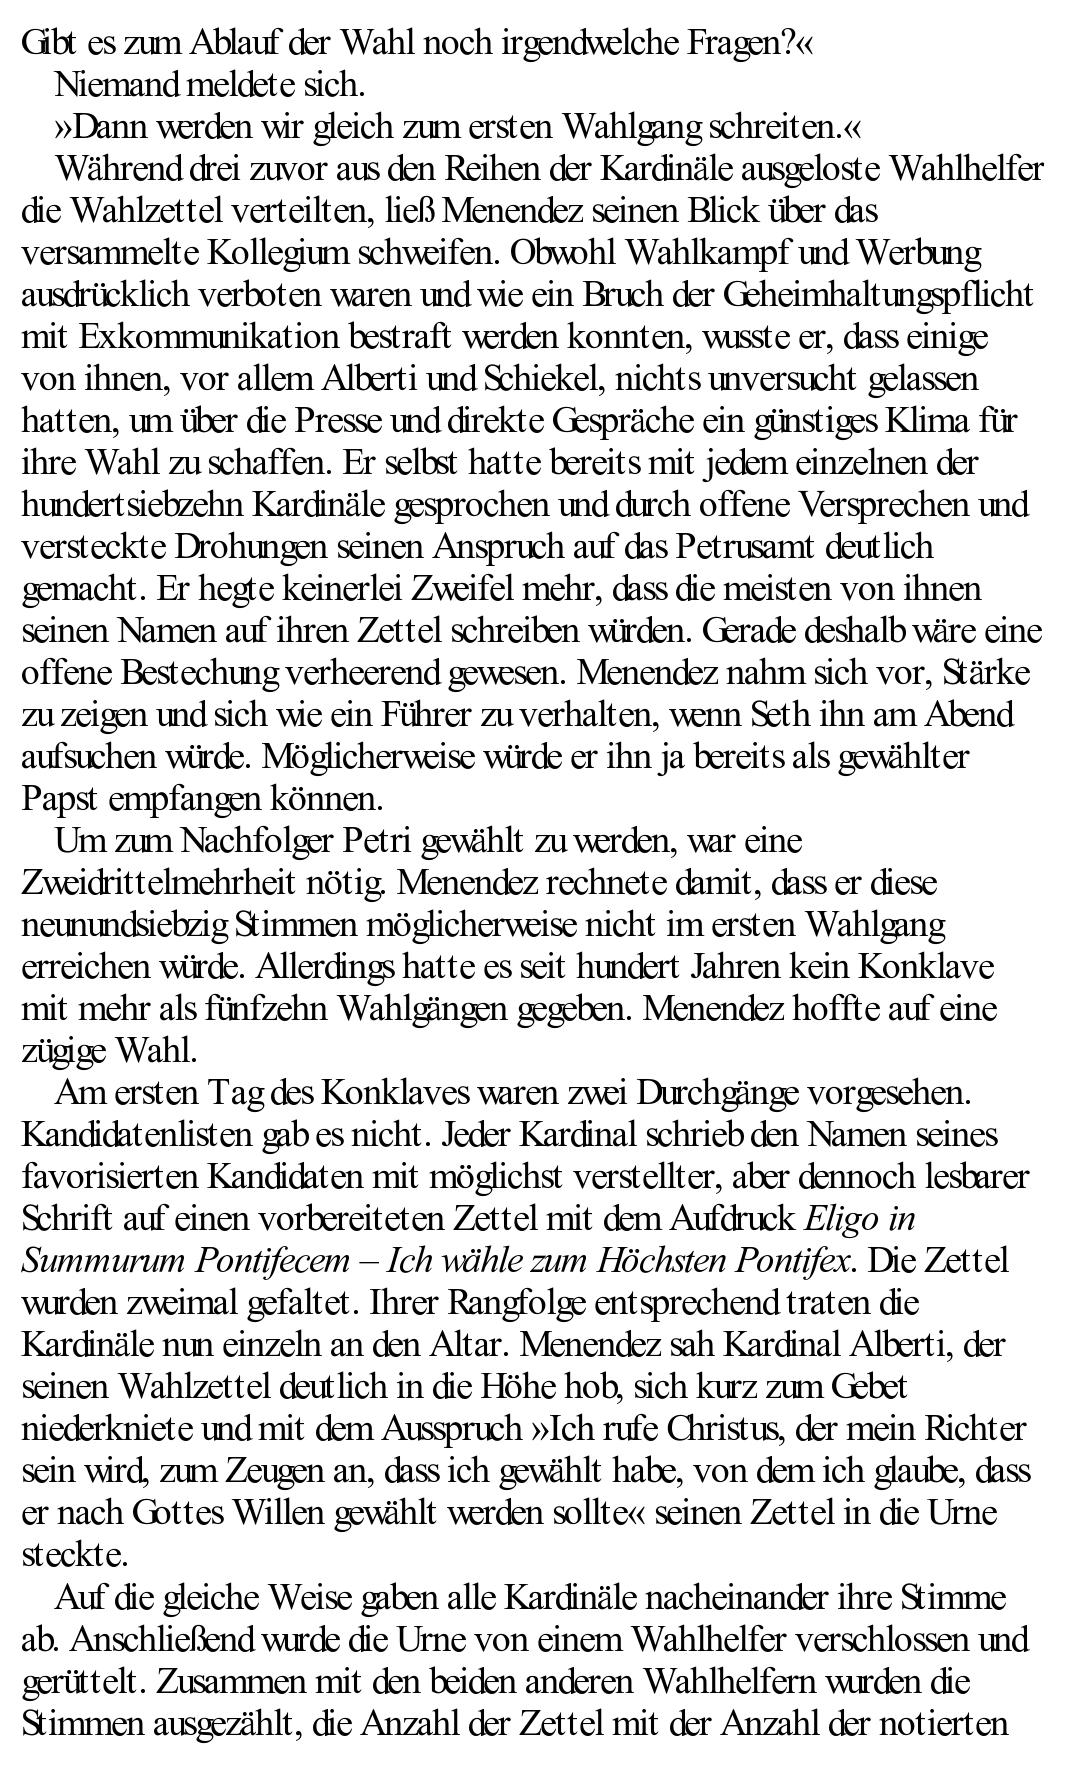 Gibt es zum Ablauf der Wahl noch irgendwelche Fragen?«
Niemand meldete sich.
»Dann werden wir gleich zum ersten Wahlgang schreiten.«
Während drei zuvor aus den Reihen der Kardinäle ausgeloste Wahlhelfer
die Wahlzettel verteilten, ließ Menendez seinen Blick über das
versammelte Kollegium schweifen. Obwohl Wahlkampf und Werbung
ausdrücklich verboten waren und wie ein Bruch der Geheimhaltungspflicht
mit Exkommunikation bestraft werden konnten, wusste er, dass einige
von ihnen, vor allem Alberti und Schiekel, nichts unversucht gelassen
hatten, um über die Presse und direkte Gespräche ein günstiges Klima für
ihre Wahl zu schaffen. Er selbst hatte bereits mit jedem einzelnen der
hundertsiebzehn Kardinäle gesprochen und durch offene Versprechen und
versteckte Drohungen seinen Anspruch auf das Petrusamt deutlich
gemacht. Er hegte keinerlei Zweifel mehr, dass die meisten von ihnen
seinen Namen auf ihren Zettel schreiben würden. Gerade deshalb wäre eine
offene Bestechung verheerend gewesen. Menendez nahm sich vor, Stärke
zu zeigen und sich wie ein Führer zu verhalten, wenn Seth ihn am Abend
aufsuchen würde. Möglicherweise würde er ihn ja bereits als gewählter
Papst empfangen können.
Um zum Nachfolger Petri gewählt zu werden, war eine
Zweidrittelmehrheit nötig. Menendez rechnete damit, dass er diese
neunundsiebzig Stimmen möglicherweise nicht im ersten Wahlgang
erreichen würde. Allerdings hatte es seit hundert Jahren kein Konklave
mit mehr als fünfzehn Wahlgängen gegeben. Menendez hoffte auf eine
zügige Wahl.
Am ersten Tag des Konklaves waren zwei Durchgänge vorgesehen.
Kandidatenlisten gab es nicht. Jeder Kardinal schrieb den Namen seines
favorisierten Kandidaten mit möglichst verstellter, aber dennoch lesbarer
Schrift auf einen vorbereiteten Zettel mit dem Aufdruck Eligo in
Summurum Pontifecem – Ich wähle zum Höchsten Pontifex. Die Zettel
wurden zweimal gefaltet. Ihrer Rangfolge entsprechend traten die
Kardinäle nun einzeln an den Altar. Menendez sah Kardinal Alberti, der
seinen Wahlzettel deutlich in die Höhe hob, sich kurz zum Gebet
niederkniete und mit dem Ausspruch »Ich rufe Christus, der mein Richter
sein wird, zum Zeugen an, dass ich gewählt habe, von dem ich glaube, dass
er nach Gottes Willen gewählt werden sollte« seinen Zettel in die Urne
steckte.
Auf die gleiche Weise gaben alle Kardinäle nacheinander ihre Stimme
ab. Anschließend wurde die Urne von einem Wahlhelfer verschlossen und
gerüttelt. Zusammen mit den beiden anderen Wahlhelfern wurden die
Stimmen ausgezählt, die Anzahl der Zettel mit der Anzahl der notierten